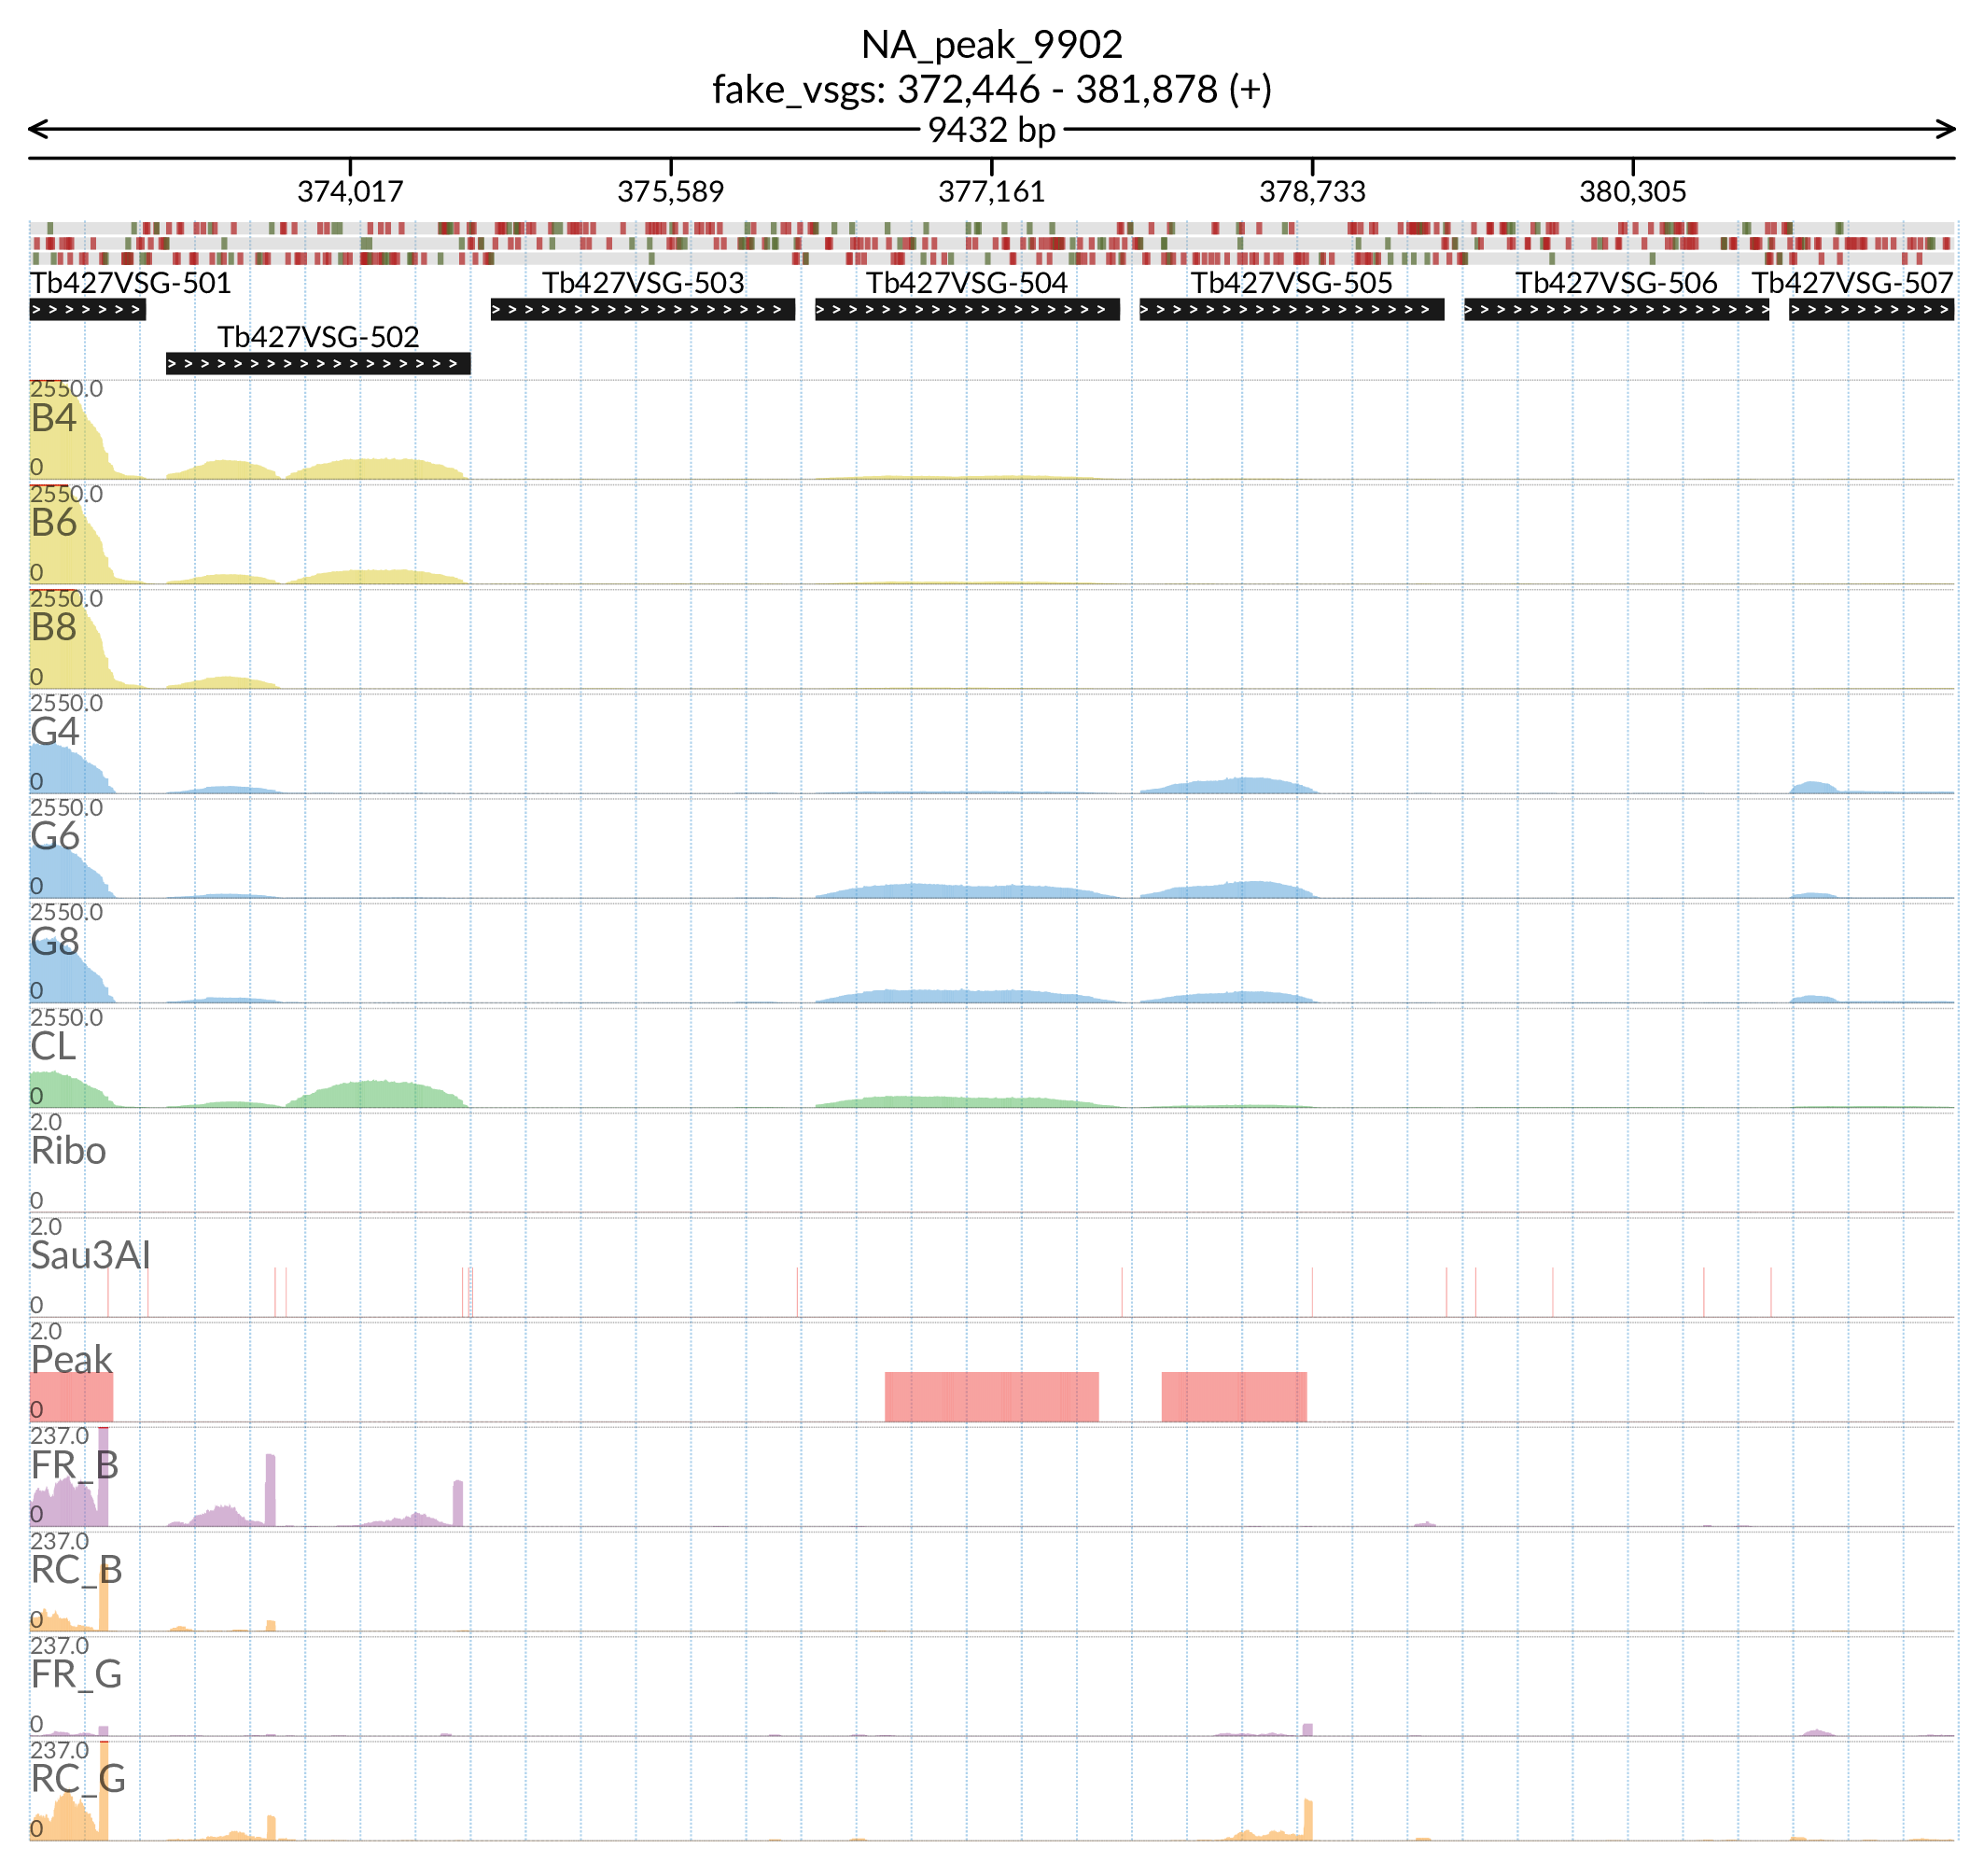 NA_peak_9902
fake_vsgs: 372,446 - 381,878 (+)
9432 bp
374,017 375,589 377,161 378,733 380,305
Tb427VSG-501 Tb427VSG-503 Tb427VSG-504 Tb427VSG-505 Tb427VSG-506 Tb427VSG-507
Tb427VSG-502
2550.0
B4
0
2550.0
B6
0
2550.0
B8
0
2550.0
G4
0
2550.0
G6
0
2550.0
G8
0
2550.0
CL
0
2.0
Ribo
0
2.0
Sau3AI
0
2.0
Peak
0
237.0
FR_B
0
237.0
RC_B
0
237.0
FR_G
0
237.0
RC_G
0